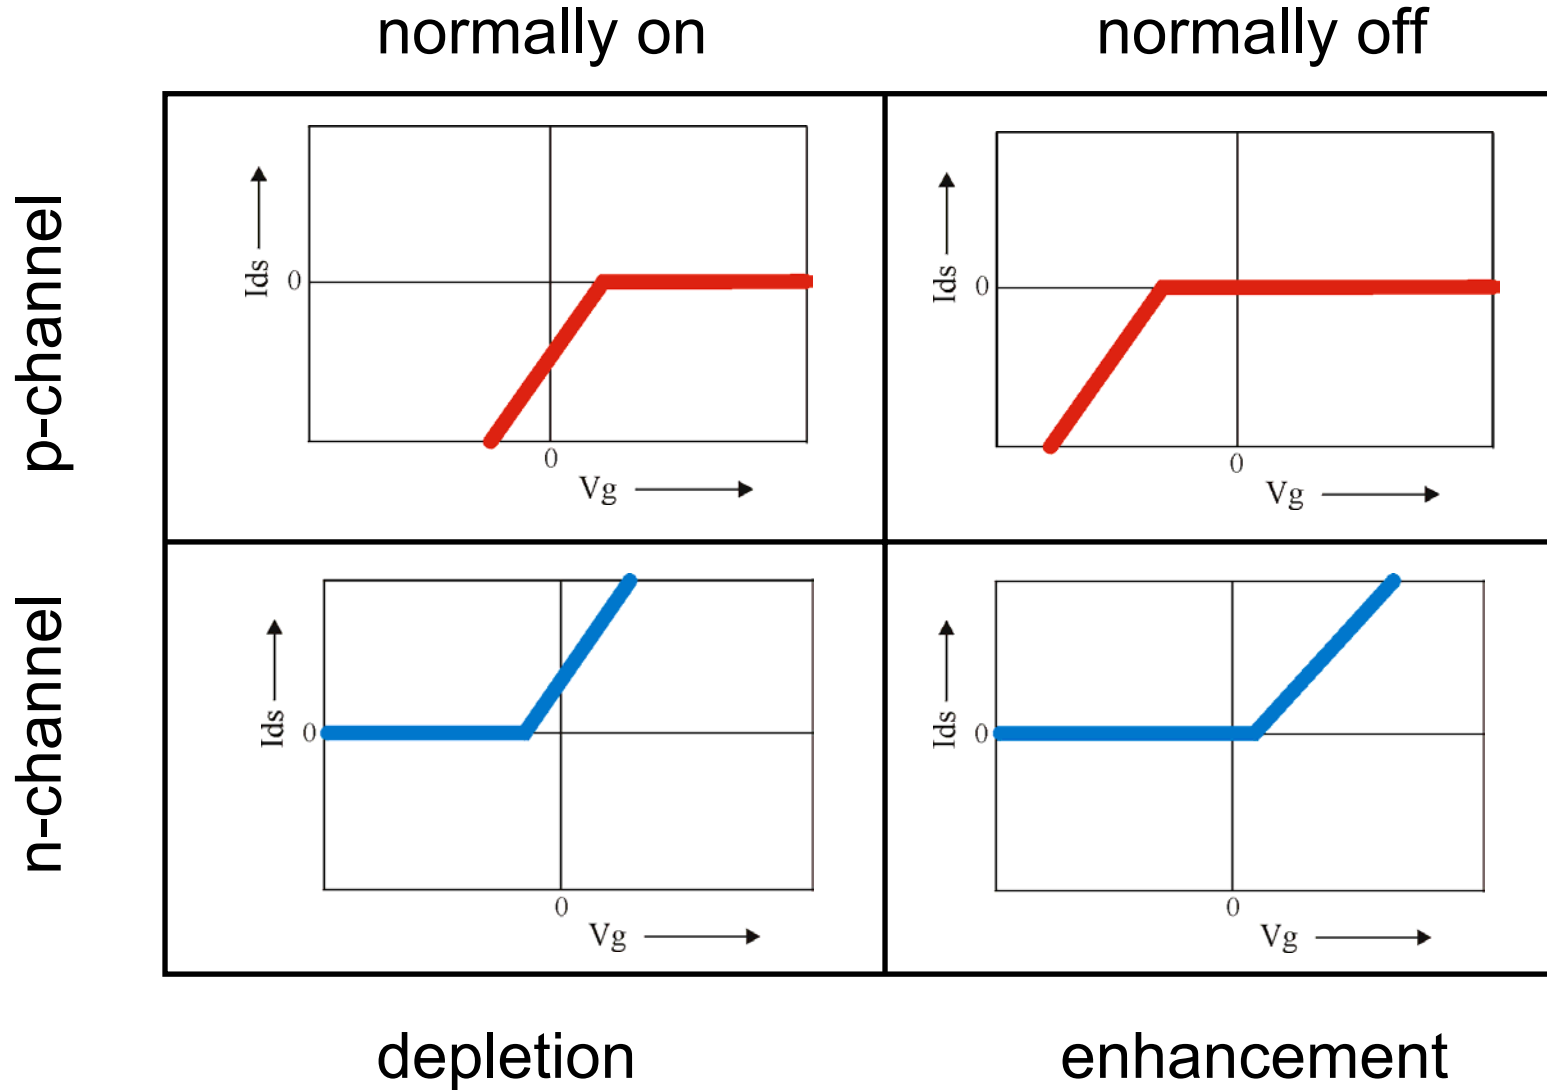 normally on
normally off
p-channel
Ids
0
0
Vg
Ids
0
0
Vg
n-channel
Ids
0
0
Vg
Ids
0
0
Vg
depletion
enhancement